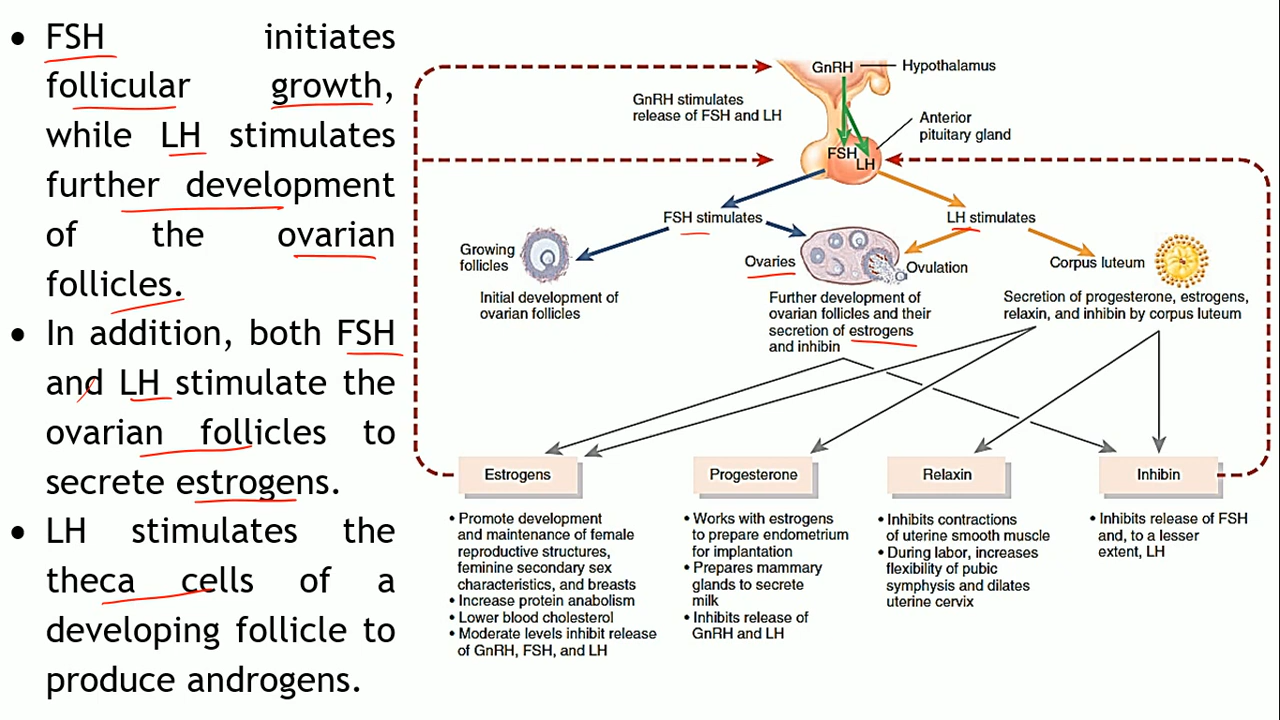 • FSH initiates
follicular growth,
while LH stimulates
further development
of the ovarian
follicles.
• In addition, both FSH
and LH stimulate the
ovarian follicles to
secrete estrogens.
• LH stimulates the
theca cells of a
developing follicle to
produce androgens.
GnRH
Hypothalamus
GnRH stimulates
release of FSH and LH
Anterior
pituitary gland
FSH
LH
FSH stimulates
LH stimulates
Growing
follicles
Ovaries
Ovulation
Corpus luteum
Initial development of
ovarian follicles
Further development of
ovarian follicles and their
secretion of estrogens
and inhibin
Secretion of progesterone, estrogens,
relaxin, and inhibin by corpus luteum
Estrogens
• Promote development
and maintenance of female
reproductive structures,
feminine secondary sex
characteristics, and breasts
• Increase protein anabolism
• Lower blood cholesterol
• Moderate levels inhibit release
of GnRH, FSH, and LH
Progesterone
• Works with estrogens
to prepare endometrium
for implantation
• Prepares mammary
glands to secrete
milk
• Inhibits release of
GnRH and LH
Relaxin
• Inhibits contractions
of uterine smooth muscle
• During labor, increases
flexibility of pubic
symphysis and dilates
uterine cervix
Inhibin
• Inhibits release of FSH
and, to a lesser
extent, LH